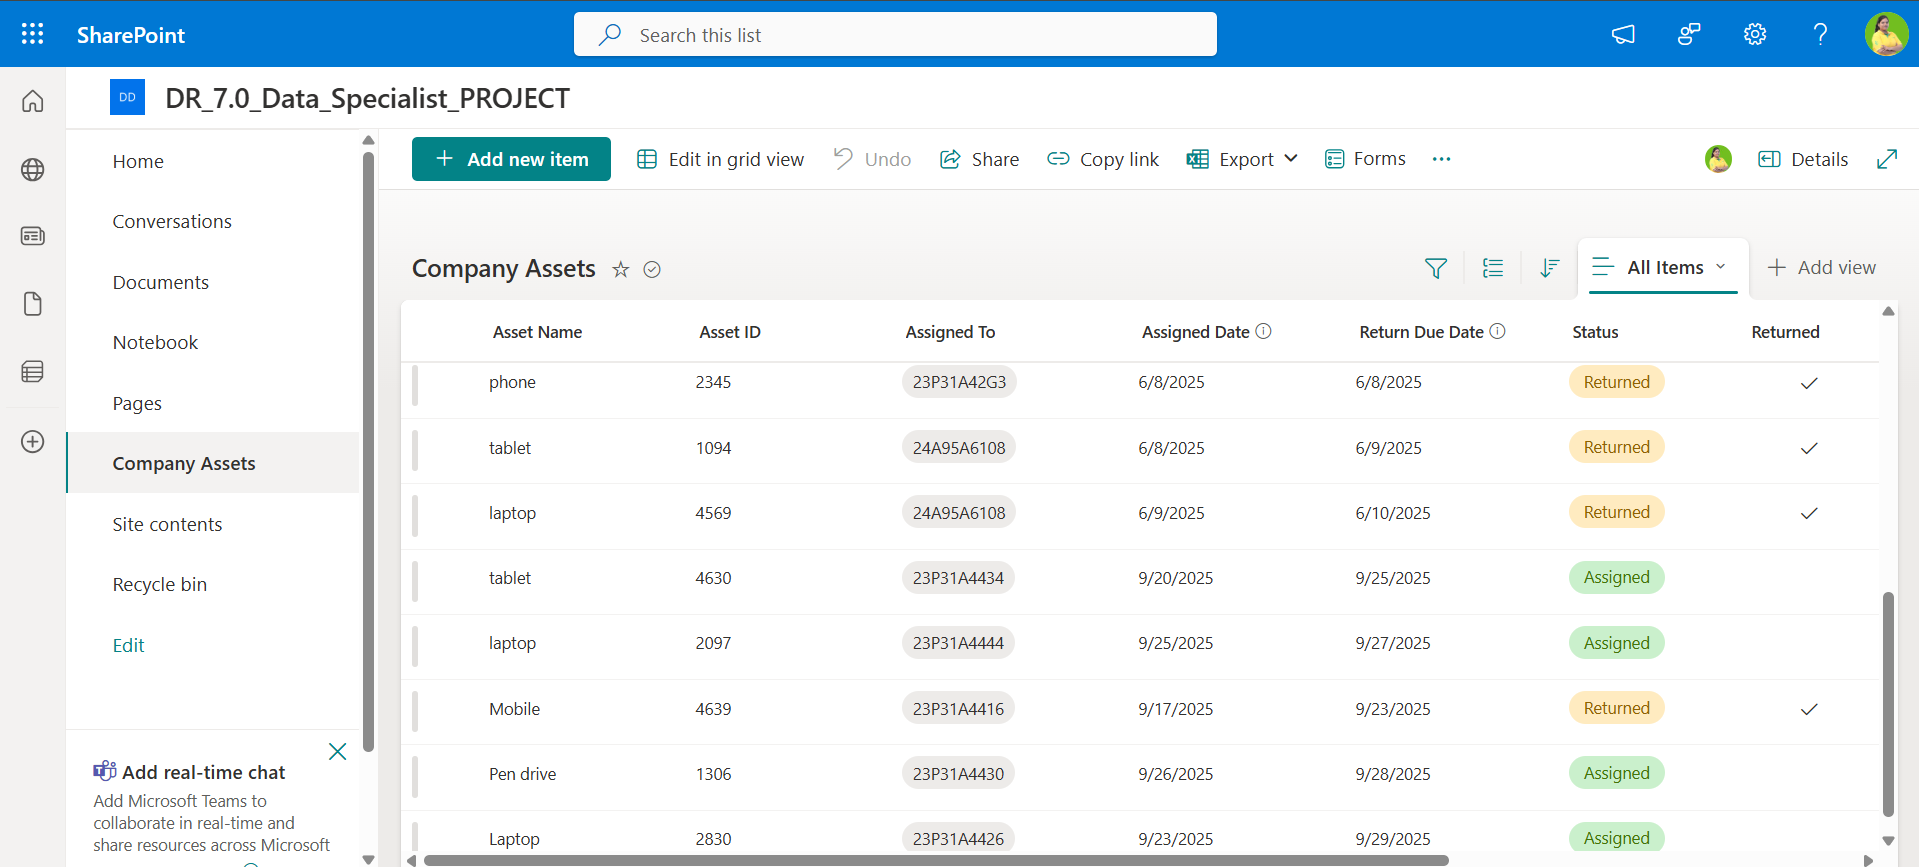 SharePoint
Search this list
DD
DR_7.0_Data_Specialist_PROJECT
Home
Conversations
Documents
Notebook
Pages
Company Assets
Site contents
Recycle bin
Edit
Add real-time chat
Add Microsoft Teams to
collaborate in real-time and
share resources across Microsoft
Add new item Edit in grid view Undo Share Copy link Export Forms Details
Company Assets All Items Add view
Asset Name Asset ID Assigned To Assigned Date Return Due Date Status Returned
phone 2345 23P31A42G3 6/8/2025 6/8/2025 Returned
tablet 1094 24A95A6108 6/8/2025 6/9/2025 Returned
laptop 4569 24A95A6108 6/9/2025 6/10/2025 Returned
tablet 4630 23P31A4434 9/20/2025 9/25/2025 Assigned
laptop 2097 23P31A4444 9/25/2025 9/27/2025 Assigned
Mobile 4639 23P31A4416 9/17/2025 9/23/2025 Returned
Pen drive 1306 23P31A4430 9/26/2025 9/28/2025 Assigned
Laptop 2830 23P31A4426 9/23/2025 9/29/2025 Assigned